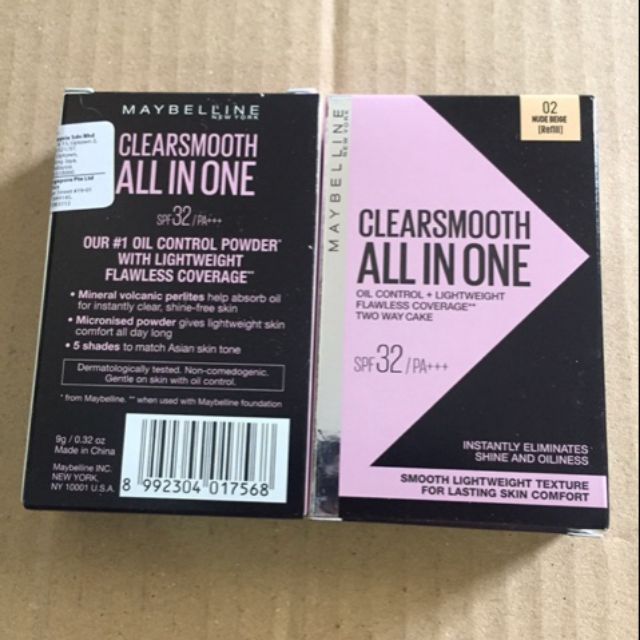 MAYBELLINE
NEW YORK
CLEARSMOOTH
ALL IN ONE
SPF32/PA+++
OUR #1 OIL CONTROL POWDER*
WITH LIGHTWEIGHT
FLAWLESS COVERAGE**
• Mineral volcanic perlites help absorb oil
for instantly clear, shine-free skin
• Micronised powder gives lightweight skin
comfort all day long
• 5 shades to match Asian skin tone
Dermatologically tested. Non-comedogenic.
Gentle on skin with oil control.
* from Maybelline. ** when used with Maybelline foundation
9g / 0.32 oz
Made in China
Maybelline INC.
NEW YORK,
NY 10001 U.S.A.
8 992304 017568
Sdn Bhd
Pte Ltd
MAYBELLINE
NEW YORK
02
NUDE BEIGE
[Refill]
CLEARSMOOTH
ALL IN ONE
OIL CONTROL + LIGHTWEIGHT
FLAWLESS COVERAGE**
TWO WAY CAKE
SPF32/PA+++
INSTANTLY ELIMINATES
SHINE AND OILINESS
SMOOTH LIGHTWEIGHT TEXTURE
FOR LASTING SKIN COMFORT